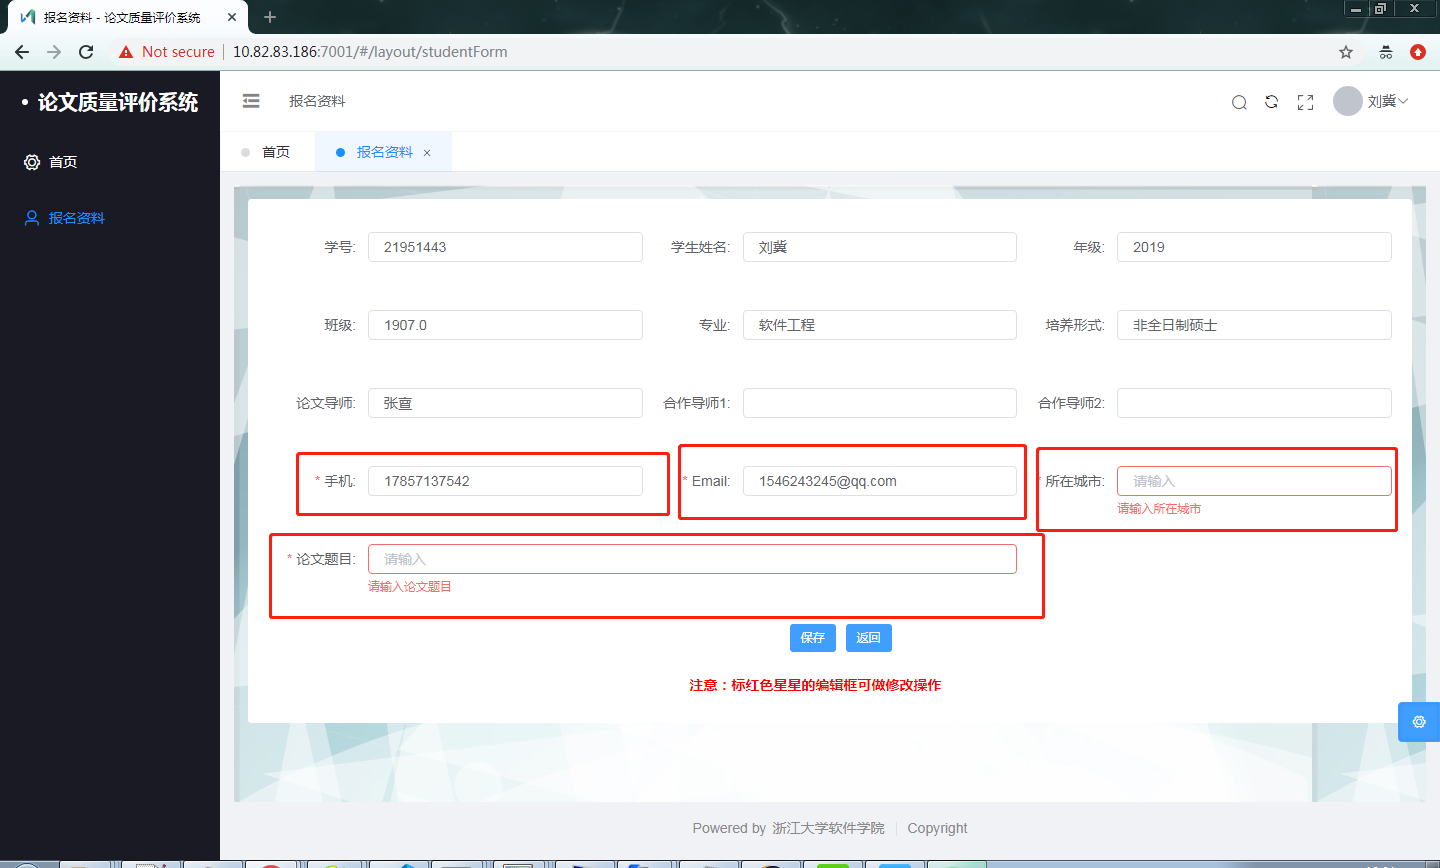 报名资料 - 论文质量评价系统
Not secure
10.82.83.186:7001/#/layout/studentForm
• 论文质量评价系统
报名资料
刘冀
首页
报名资料
首页
报名资料
学号: 21951443 学生姓名: 刘冀 年级: 2019
班级: 1907.0 专业: 软件工程 培养形式: 非全日制硕士
论文导师: 张 合作导师1: 合作导师2:
* 手机: 17857137542 * Email: 1546243245@qq.com * 所在城市: 请输入
请输入所在城市
* 论文题目: 请输入
请输入论文题目
保存 返回
注意：标红色星星的编辑框可做修改操作
Powered by 浙江大学软件学院 Copyright